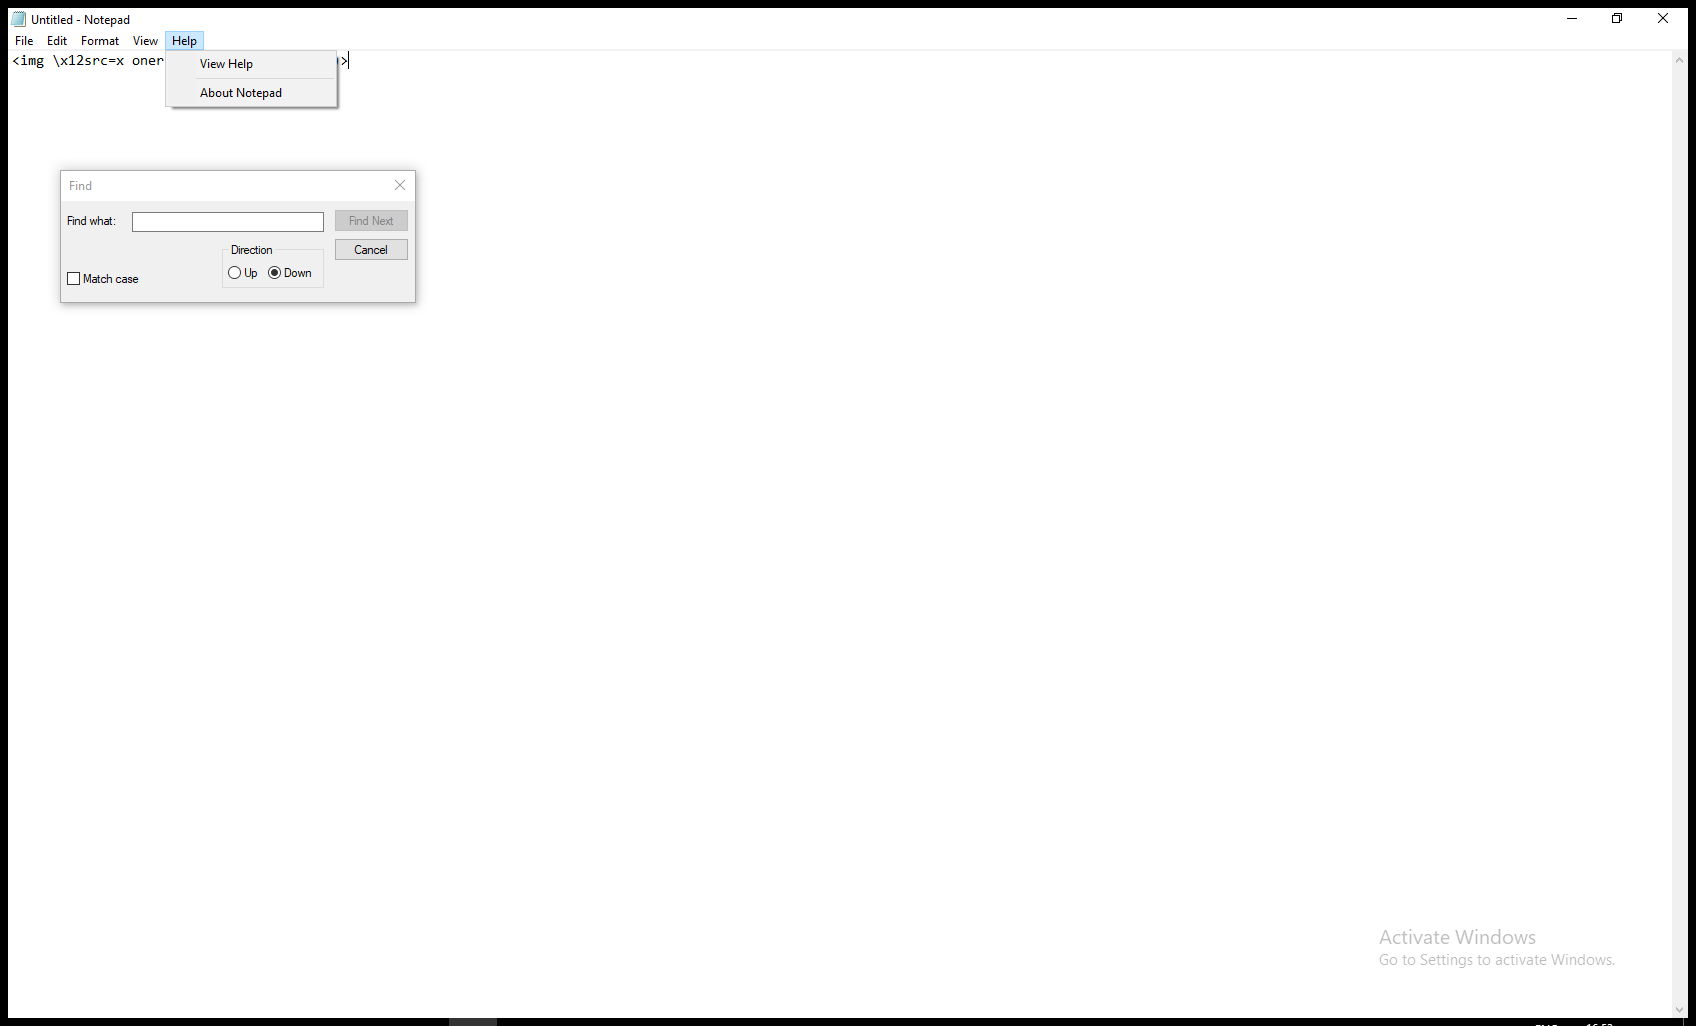 Untitled - Notepad
File Edit Format View Help
<img \x12src=x oner >
View Help
About Notepad
Find
Find what:
Find Next
Direction
Cancel
Up Down
Match case
Activate Windows
Go to Settings to activate Windows.